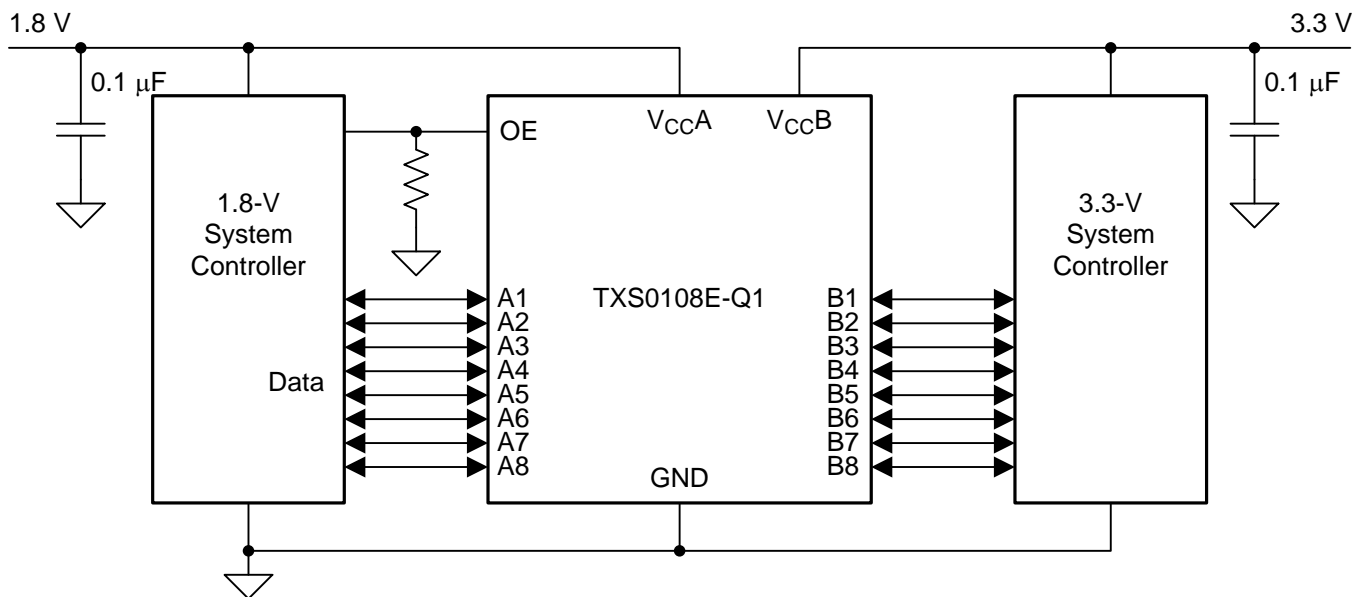 1.8 V
3.3 V
0.1 μF
0.1 μF
OE
VCCA
VCCB
1.8-V
System
Controller
3.3-V
System
Controller
TXS0108E-Q1
Data
A1
A2
A3
A4
A5
A6
A7
A8
B1
B2
B3
B4
B5
B6
B7
B8
GND